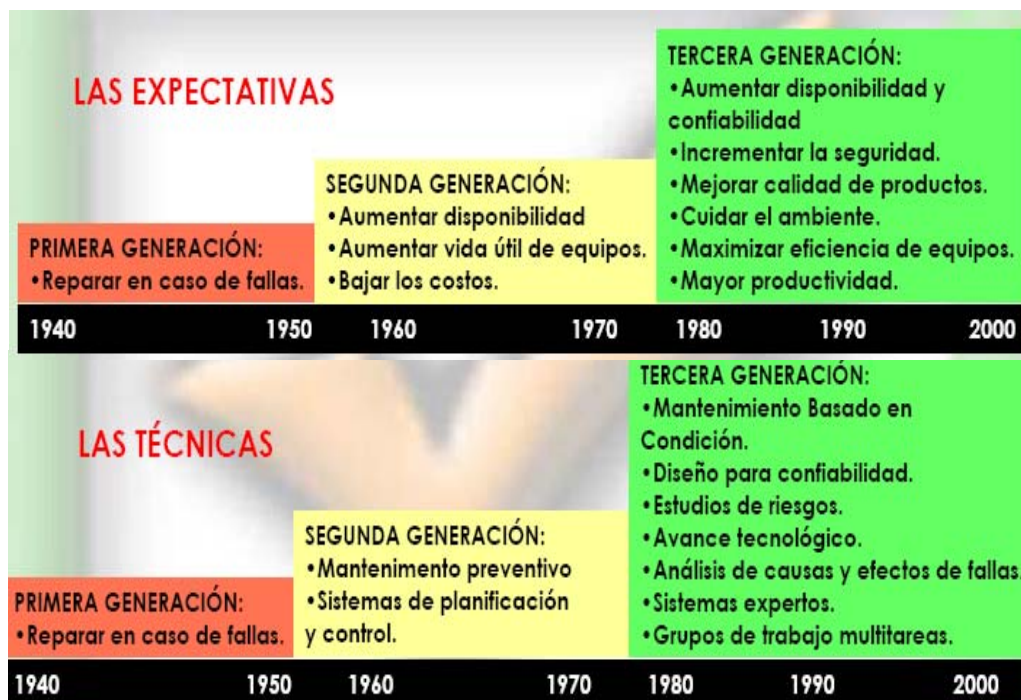 LAS EXPECTATIVAS
PRIMERA GENERACIÓN:
•Reparar en caso de fallas.
SEGUNDA GENERACIÓN:
•Aumentar disponibilidad
•Aumentar vida útil de equipos.
•Bajar los costos.
TERCERA GENERACIÓN:
•Aumentar disponibilidad y
confiabilidad
•Incrementar la seguridad.
•Mejorar calidad de productos.
•Cuidar el ambiente.
•Maximizar eficiencia de equipos.
•Mayor productividad.
1940 1950 1960 1970 1980 1990 2000
LAS TÉCNICAS
PRIMERA GENERACIÓN:
•Reparar en caso de fallas.
SEGUNDA GENERACIÓN:
•Mantenimento preventivo
•Sistemas de planificación
y control.
TERCERA GENERACIÓN:
•Mantenimiento Basado en
Condición.
•Diseño para confiabilidad.
•Estudios de riesgos.
•Avance tecnológico.
•Análisis de causas y efectos de fallas.
•Sistemas expertos.
•Grupos de trabajo multitareas.
1940 1950 1960 1970 1980 1990 2000